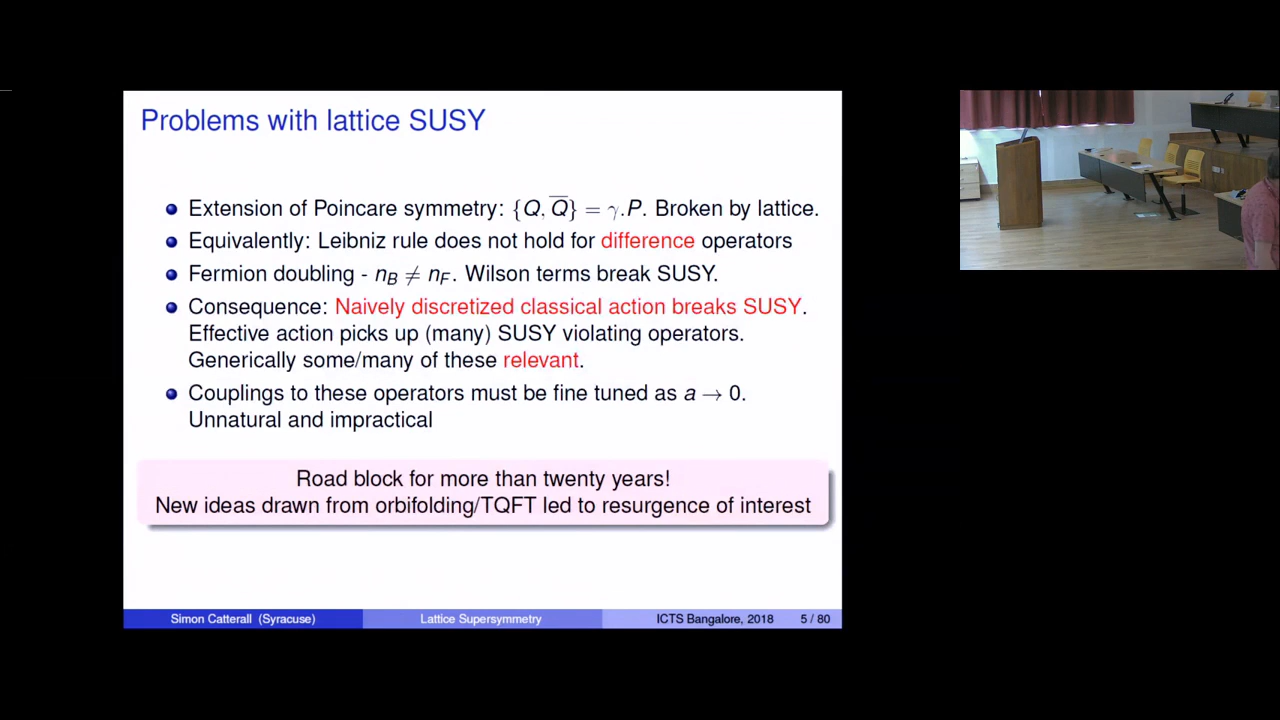 Problems with lattice SUSY
Extension of Poincare symmetry: {Q, Q̅} = γ.P. Broken by lattice.
Equivalently: Leibniz rule does not hold for difference operators
Fermion doubling - n_B ≠ n_F. Wilson terms break SUSY.
Consequence: Naively discretized classical action breaks SUSY.
Effective action picks up (many) SUSY violating operators.
Generically some/many of these relevant.
Couplings to these operators must be fine tuned as a → 0.
Unnatural and impractical
Road block for more than twenty years!
New ideas drawn from orbifolding/TQFT led to resurgence of interest
Simon Catterall (Syracuse) Lattice Supersymmetry ICTS Bangalore, 2018 5 / 80